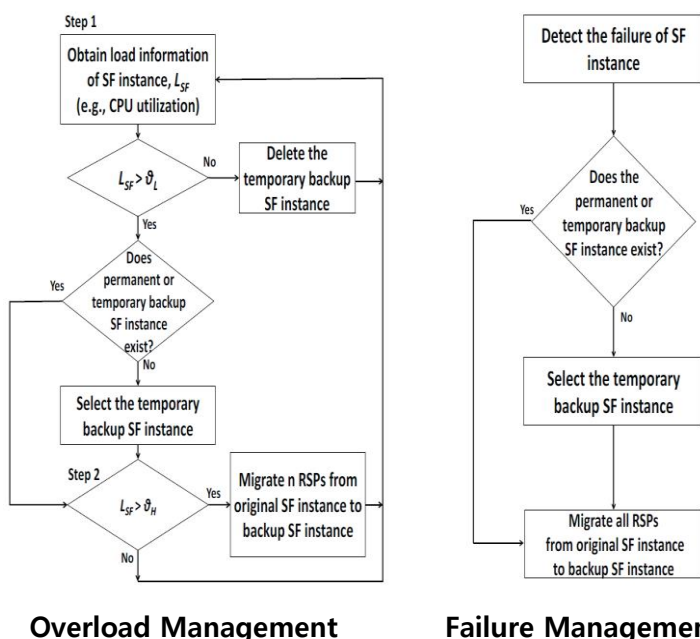 Step 1
Obtain load information
of SF instance, L_SF
(e.g., CPU utilization)
L_SF > ϑ_L
No
Delete the
temporary backup
SF instance
Yes
Does
permanent or
temporary backup
SF instance
exist?
Yes
No
Select the temporary
backup SF instance
Step 2
L_SF > ϑ_H
Yes
Migrate n RSPs from
original SF instance to
backup SF instance
No
Overload Management
Detect the failure of SF
instance
Does the
permanent or
temporary backup
SF instance exist?
Yes
No
Select the temporary
backup SF instance
Migrate all RSPs
from original SF instance
to backup SF instance
Failure Managemen